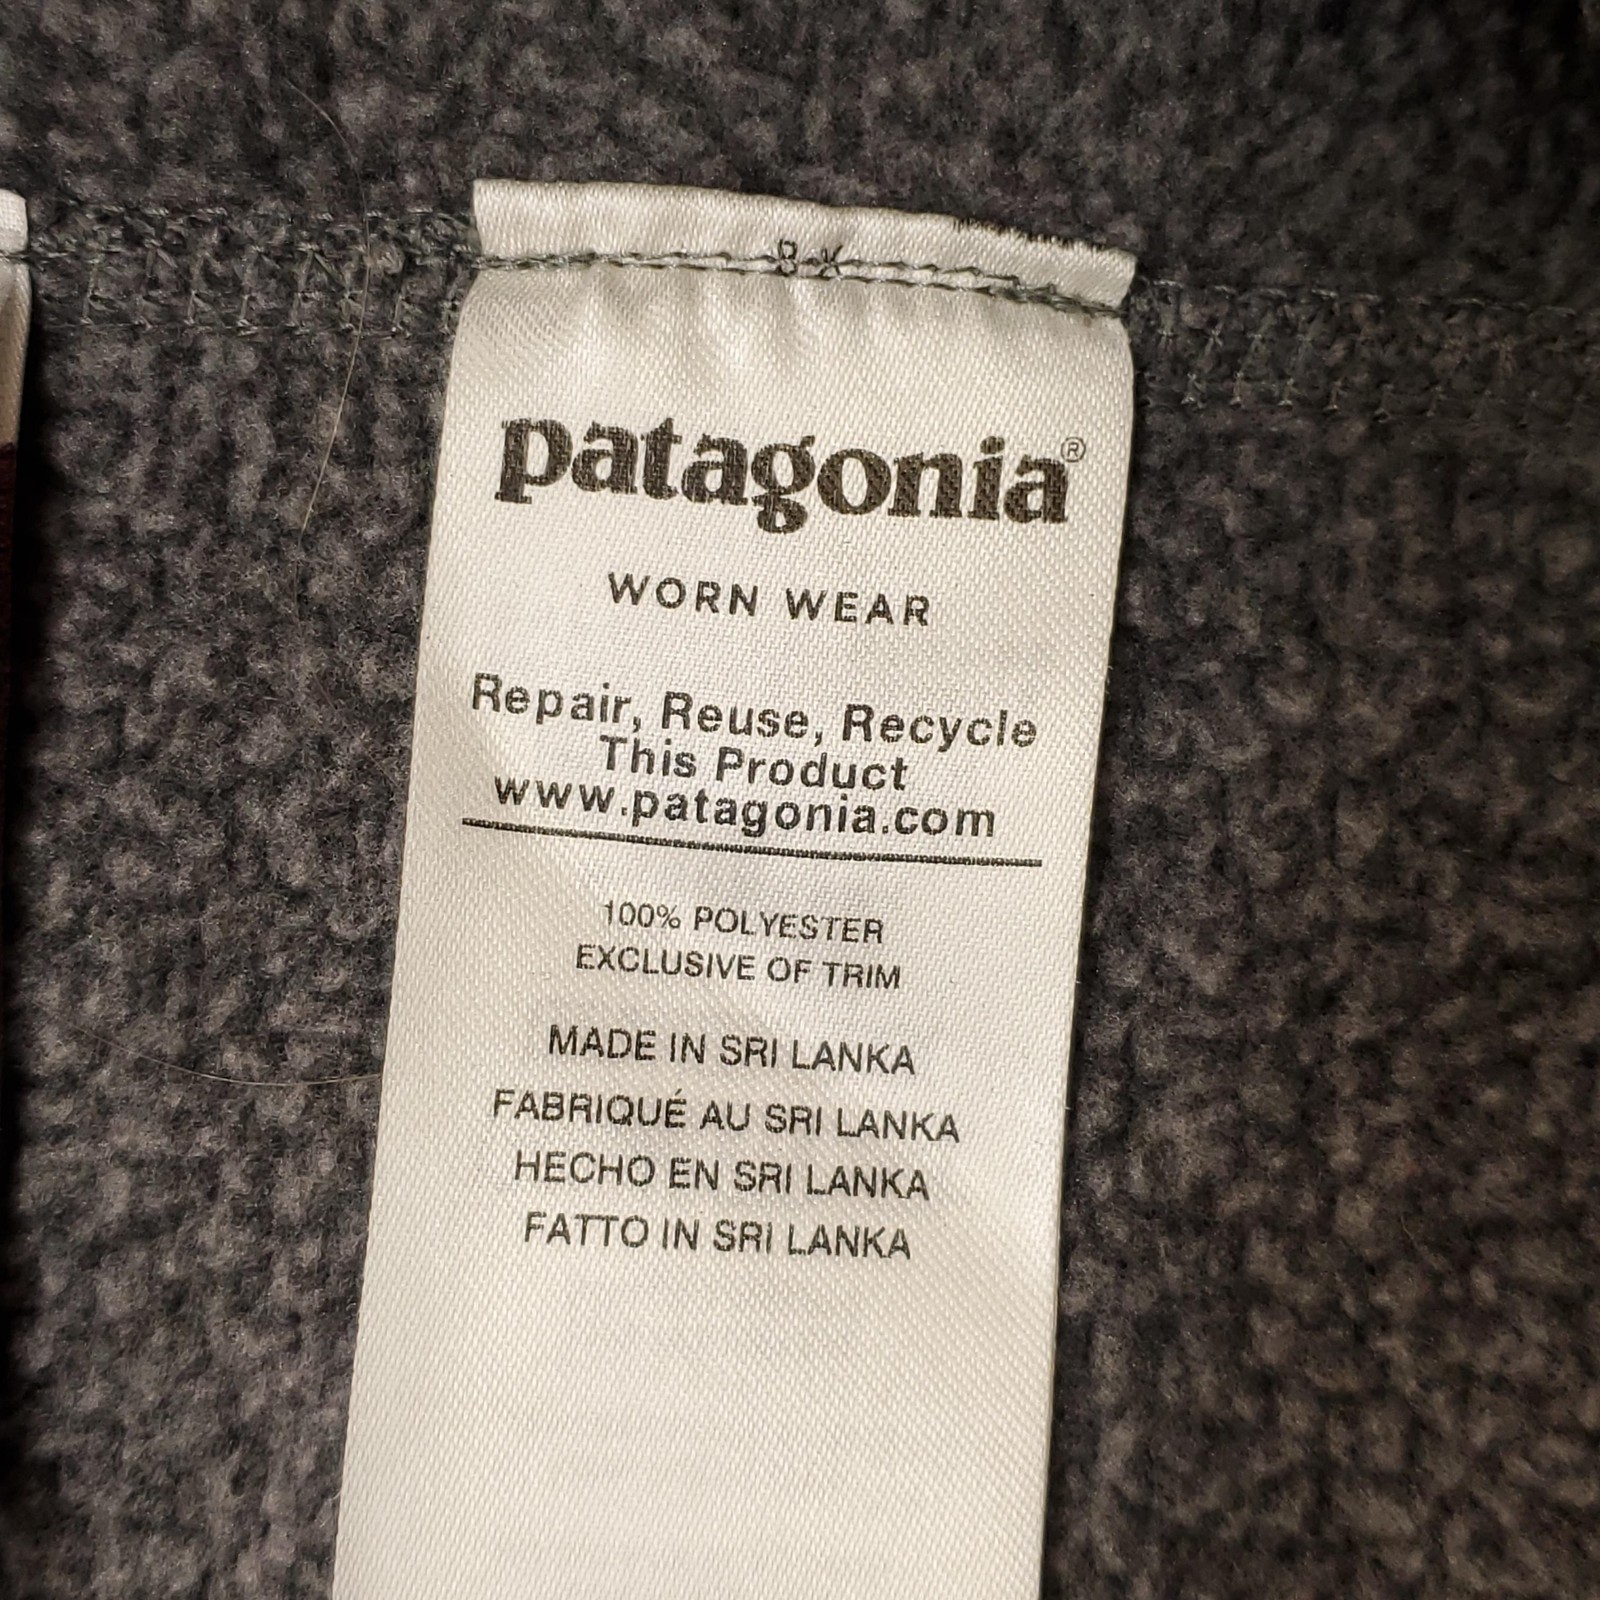 patagonia®
WORN WEAR
Repair, Reuse, Recycle
This Product
www.patagonia.com
100% POLYESTER
EXCLUSIVE OF TRIM
MADE IN SRI LANKA
FABRIQUÉ AU SRI LANKA
HECHO EN SRI LANKA
FATTO IN SRI LANKA